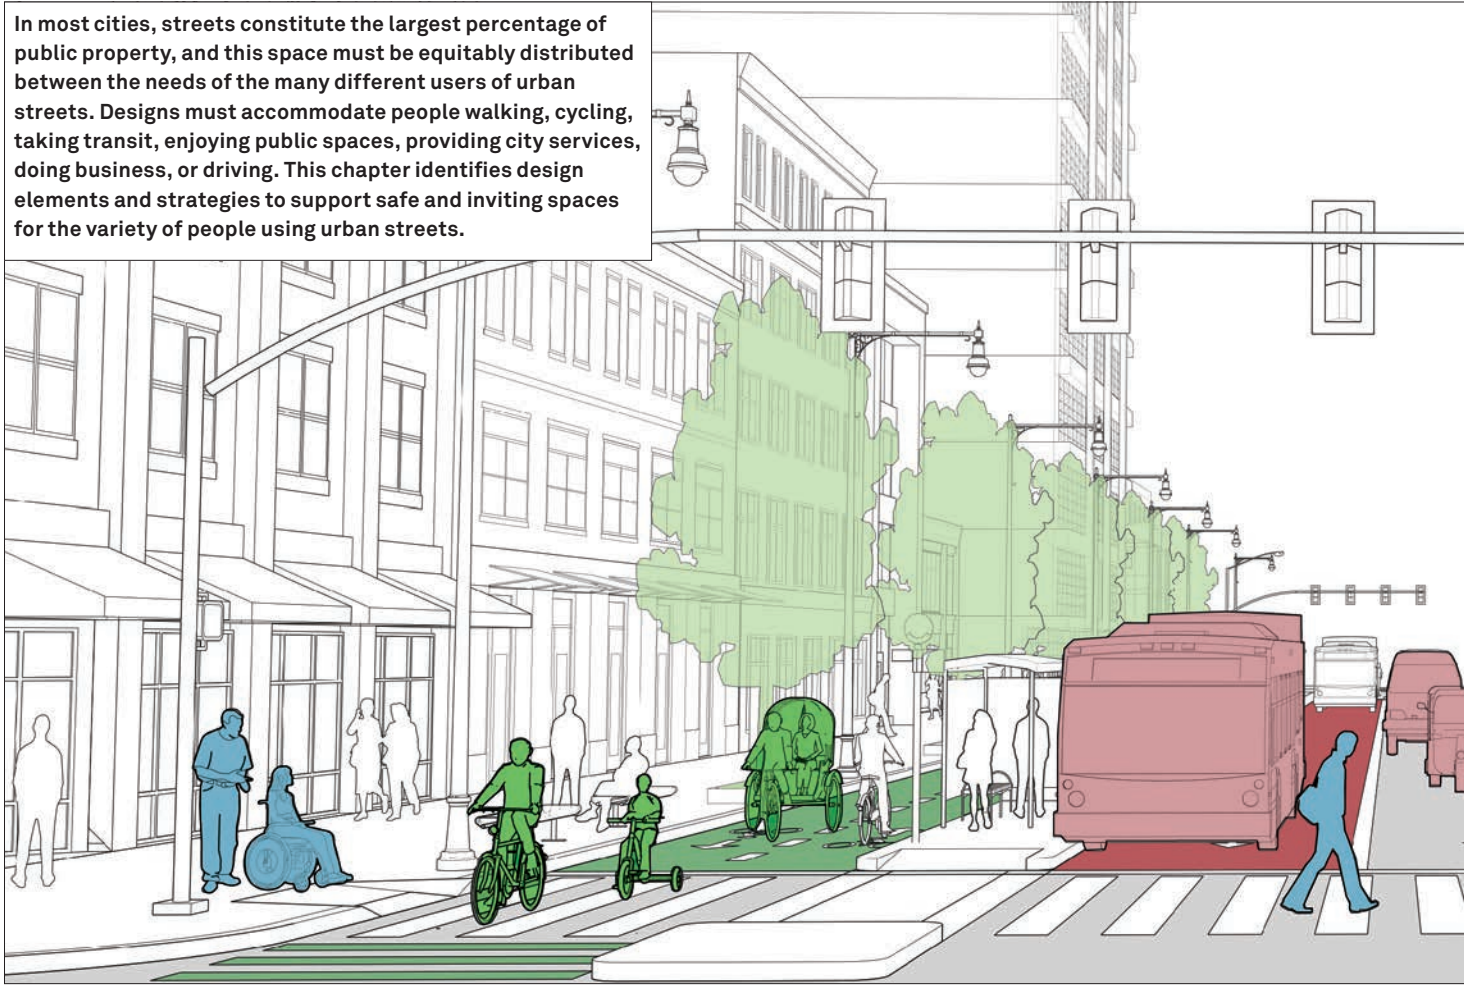 In most cities, streets constitute the largest percentage of
public property, and this space must be equitably distributed
between the needs of the many different users of urban
streets. Designs must accommodate people walking, cycling,
taking transit, enjoying public spaces, providing city services,
doing business, or driving. This chapter identifies design
elements and strategies to support safe and inviting spaces
for the variety of people using urban streets.